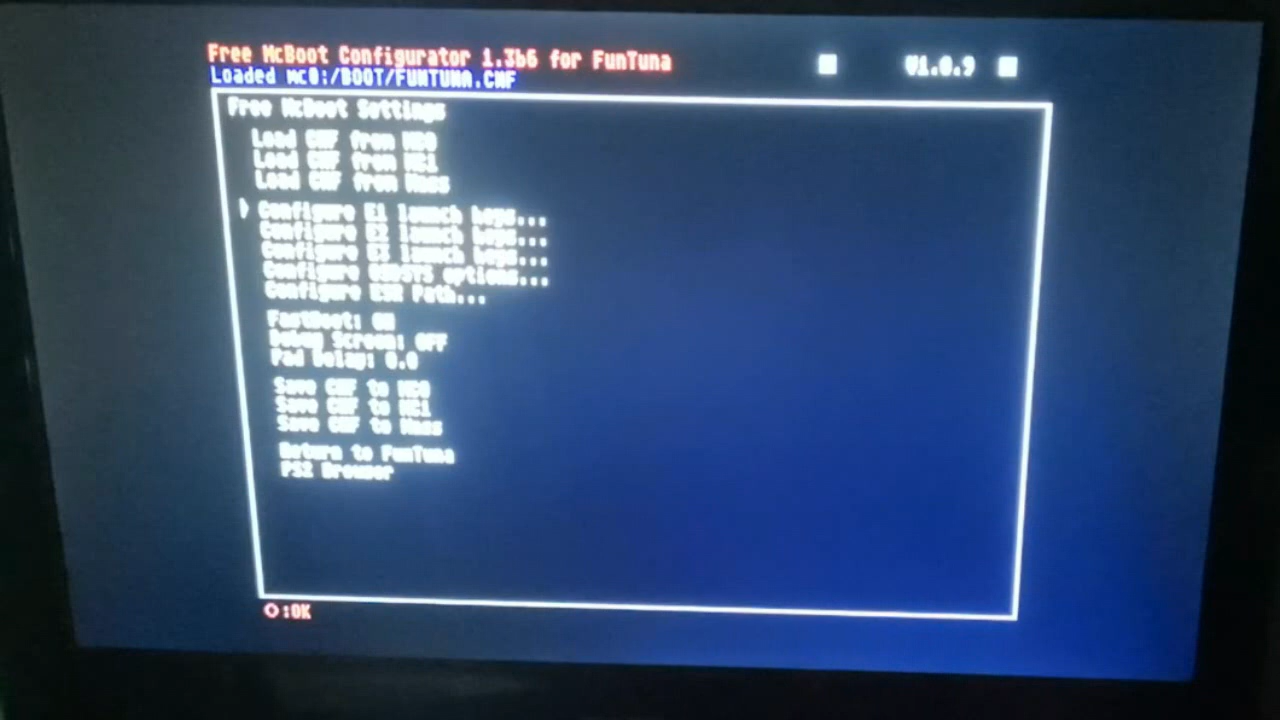 Free McBoot Configurator 1.3b6 for FunTuna
V1.0.9
Loaded mc0:/BOOT/FUNTUNA.CNF
Free McBoot Settings
Load CNF from MC0
Load CNF from MC1
Load CNF from Mass
Configure E1 launch keys...
Configure E2 launch keys...
Configure E3 launch keys...
Configure OSDSYS options...
Configure ESR Path...
FastBoot: ON
Debug Screen: OFF
Pad Delay: 0.0
Save CNF to MC0
Save CNF to MC1
Save CNF to Mass
Return to FunTuna
PS2 Browser
O:OK